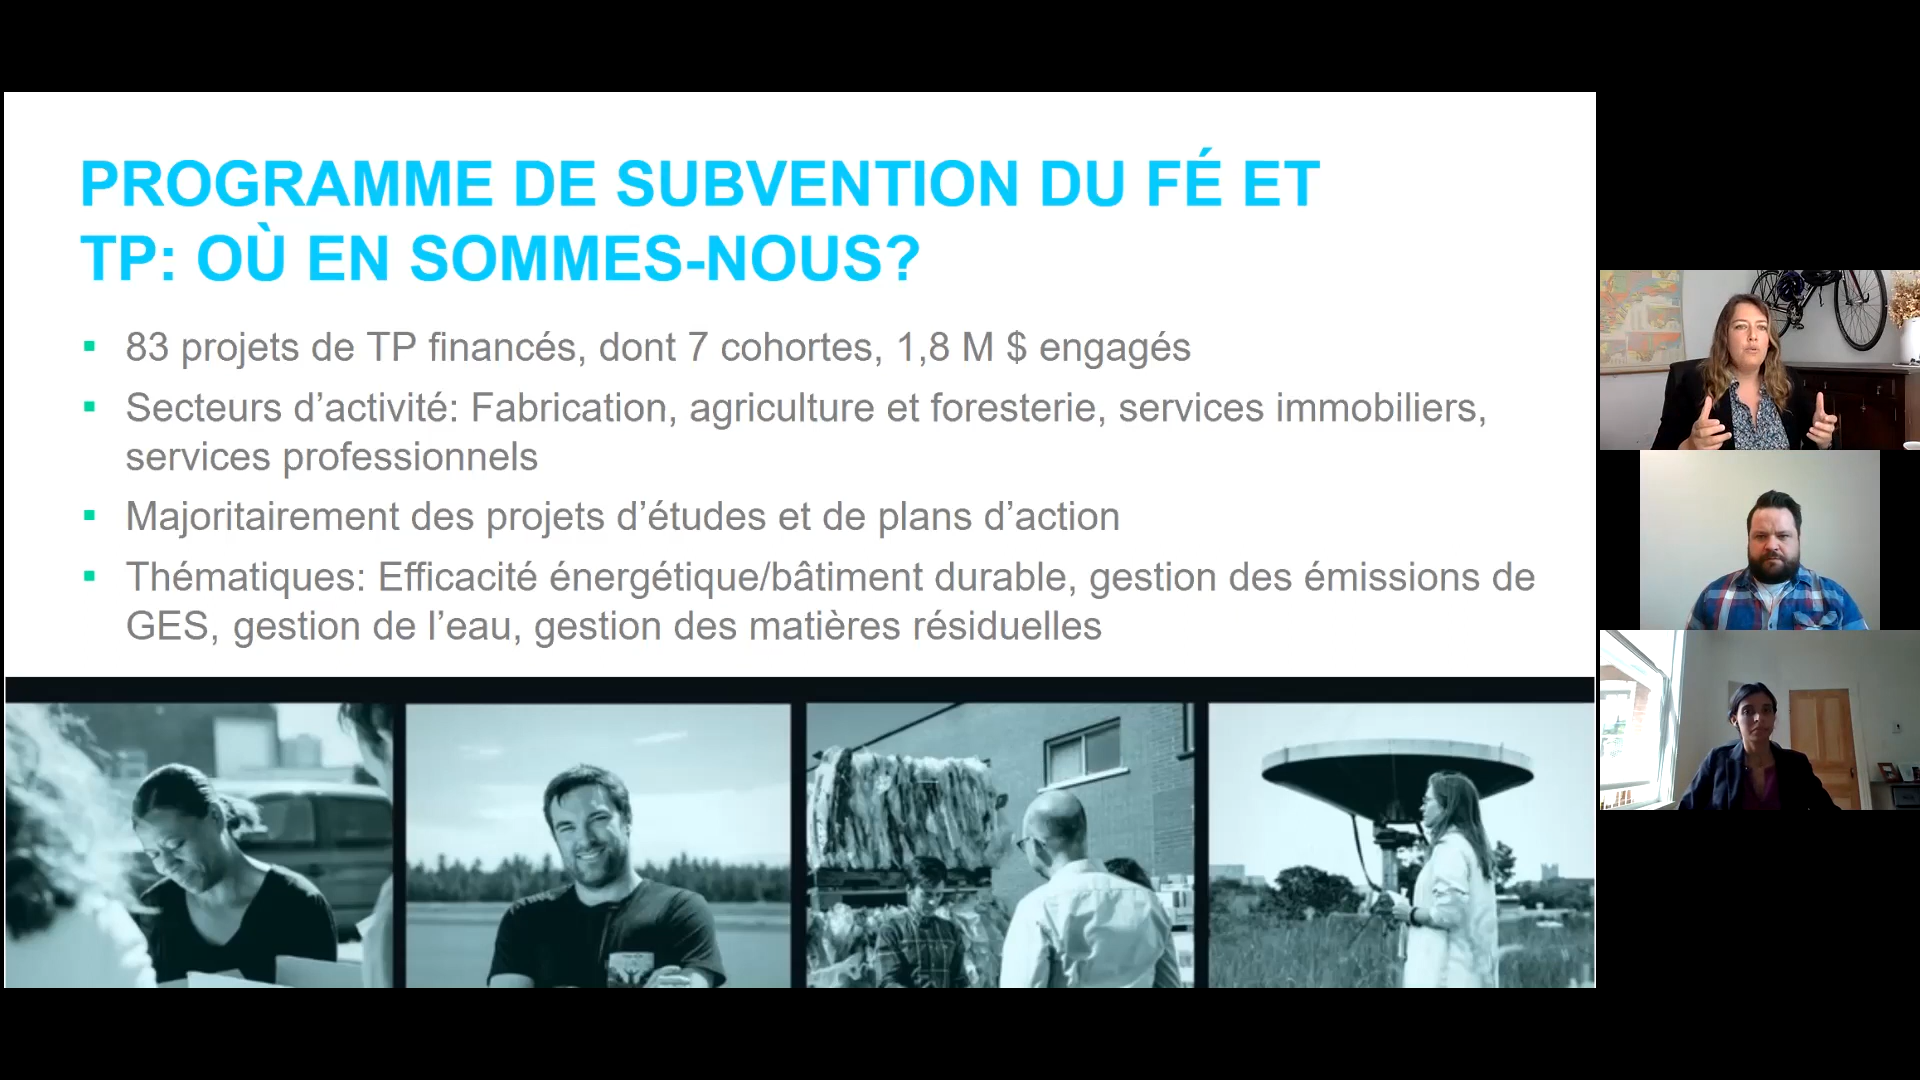 PROGRAMME DE SUBVENTION DU FÉ ET
TP: OÙ EN SOMMES-NOUS?
▪ 83 projets de TP financés, dont 7 cohortes, 1,8 M $ engagés
▪ Secteurs d’activité: Fabrication, agriculture et foresterie, services immobiliers,
services professionnels
▪ Majoritairement des projets d’études et de plans d’action
▪ Thématiques: Efficacité énergétique/bâtiment durable, gestion des émissions de
GES, gestion de l’eau, gestion des matières résiduelles